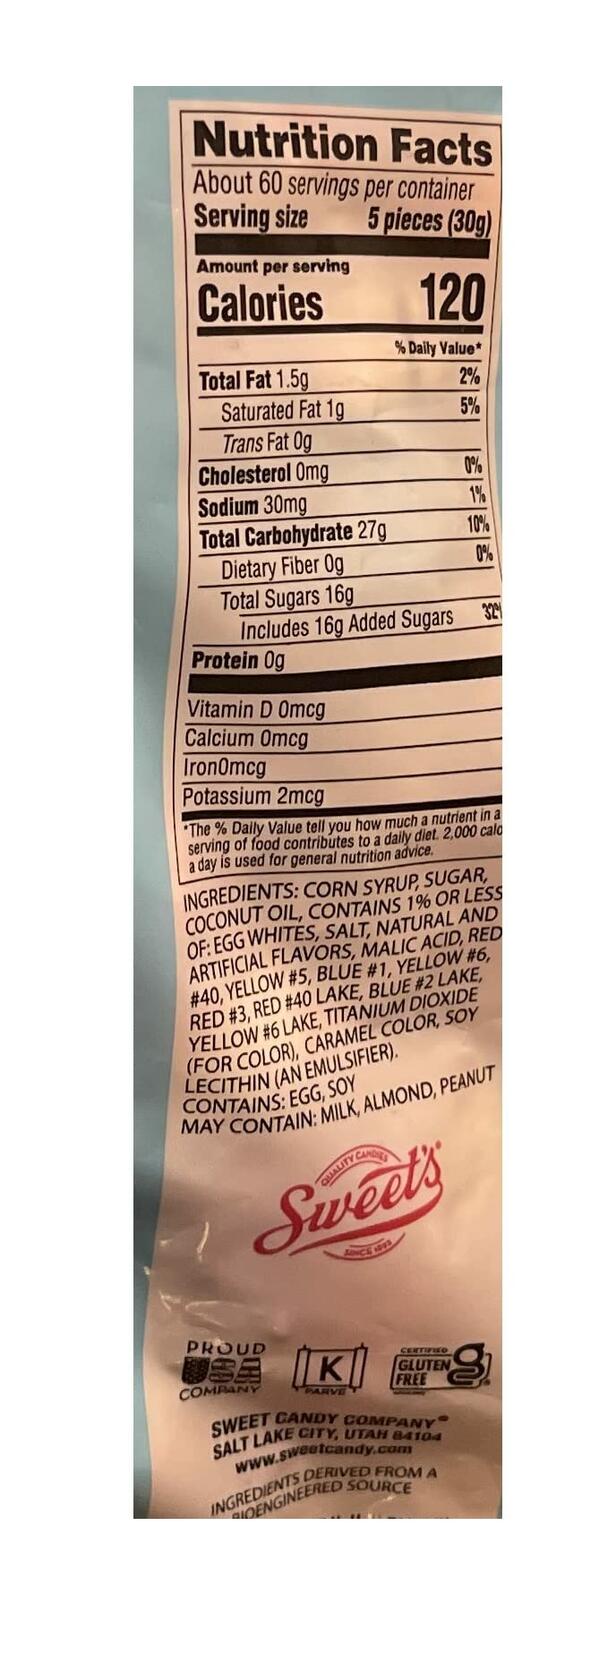 Nutrition Facts
About 60 servings per container
Serving size 5 pieces (30g)
Amount per serving
Calories 120
% Daily Value*
Total Fat 1.5g 2%
Saturated Fat 1g 5%
Trans Fat 0g
Cholesterol 0mg 0%
Sodium 30mg 1%
Total Carbohydrate 27g 10%
Dietary Fiber 0g 0%
Total Sugars 16g
Includes 16g Added Sugars 32%
Protein 0g
Vitamin D 0mcg
Calcium 0mcg
Iron0mcg
Potassium 2mcg
*The % Daily Value tell you how much a nutrient in a
serving of food contributes to a daily diet. 2,000 calo
a day is used for general nutrition advice.
INGREDIENTS: CORN SYRUP, SUGAR,
COCONUT OIL, CONTAINS 1% OR LESS
OF: EGG WHITES, SALT, NATURAL AND
ARTIFICIAL FLAVORS, MALIC ACID, RED
#40, YELLOW #5, BLUE #1, YELLOW #6,
RED #3, RED #40 LAKE, BLUE #2 LAKE,
YELLOW #6 LAKE, TITANIUM DIOXIDE
(FOR COLOR), CARAMEL COLOR, SOY
LECITHIN (AN EMULSIFIER).
CONTAINS: EGG, SOY
MAY CONTAIN: MILK, ALMOND, PEANUT
QUALITY CANDIES
Sweet's
SINCE 1892
PROUD
USA
COMPANY
K
PARVE
CERTIFIED
GLUTEN
FREE
SWEET CANDY COMPANY®
SALT LAKE CITY, UTAH 84104
www.sweetcandy.com
INGREDIENTS DERIVED FROM A
BIOENGINEERED SOURCE